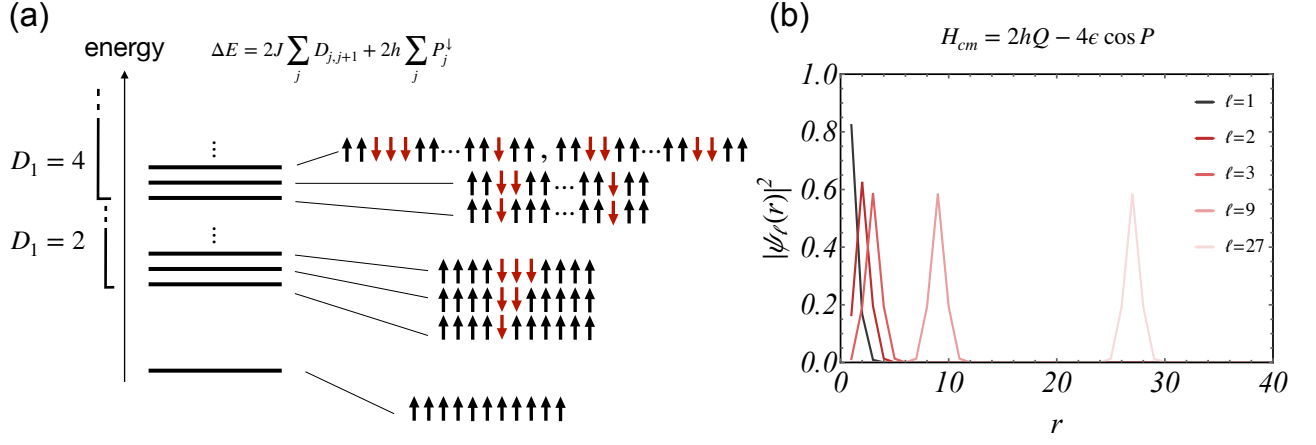 (a)
energy
ΔE = 2J ∑_j D_{j,j+1} + 2h ∑_j P_j^↓
D₁ = 4
⋮
↑↑↓↓↓↑↑···↑↑↓↑↑ , ↑↑↓↓↑↑···↑↑↓↓↑↑
↑↑↓↓↑↑···↑↑↓↑↑
↑↑↓↑↑↑···↑↑↓↑↑
D₁ = 2
⋮
↑↑↑↑↓↓↓↑↑↑↑↑
↑↑↑↑↓↓↑↑↑↑↑
↑↑↑↑↓↑↑↑↑↑↑
↑↑↑↑↑↑↑↑↑↑↑
(b)
H_{cm} = 2hQ − 4ϵ cos P
|ψ_ℓ(r)|²
1.0
0.8
0.6
0.4
0.2
0.0
ℓ=1
ℓ=2
ℓ=3
ℓ=9
ℓ=27
0 10 20 30 40
r